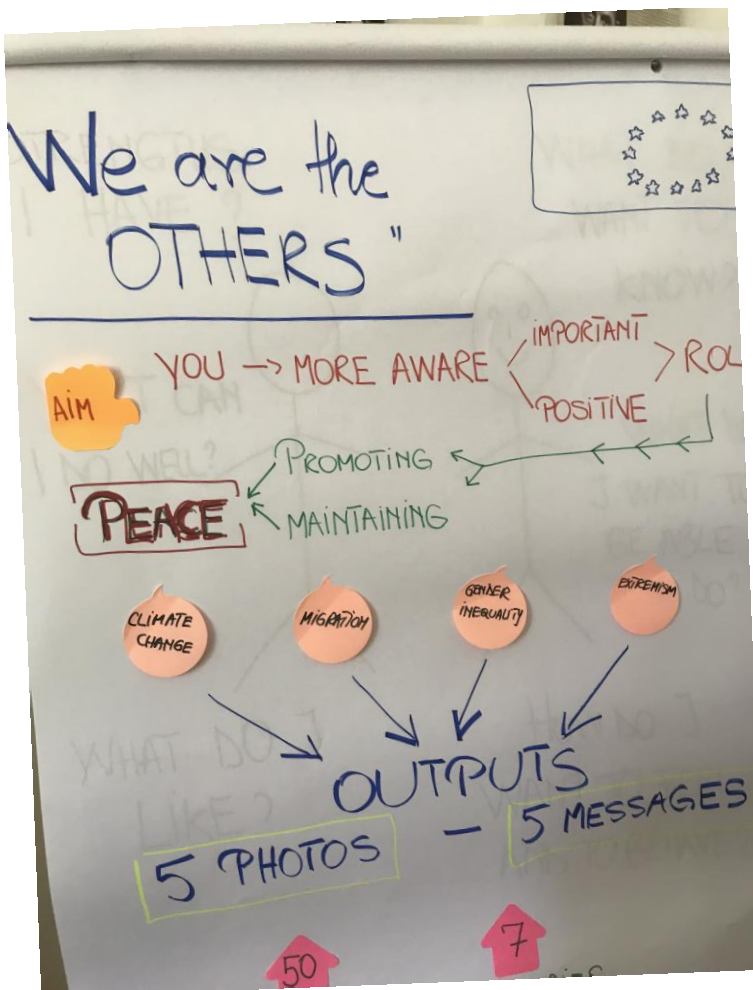 We are the
OTHERS"
AIM
YOU -> MORE AWARE
IMPORTANT
POSITIVE
ROL
PROMOTING
MAINTAINING
PEACE
CLIMATE
CHANGE
MIGRATION
GENDER
INEQUALITY
EXTREMISM
OUTPUTS
5 PHOTOS - 5 MESSAGES
50
7